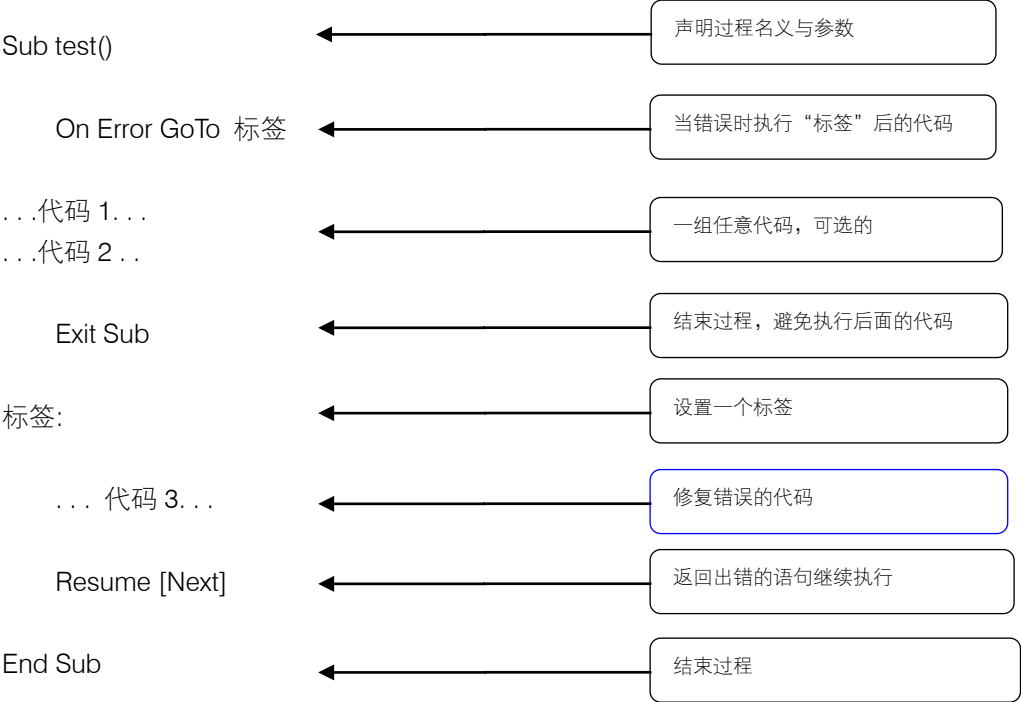 Sub test()
声明过程名义与参数
On Error GoTo 标签
当错误时执行“标签”后的代码
. . .代码 1. . .
. . .代码 2 . .
一组任意代码，可选的
Exit Sub
结束过程，避免执行后面的代码
标签:
设置一个标签
. . . 代码 3. . .
修复错误的代码
Resume [Next]
返回出错的语句继续执行
End Sub
结束过程